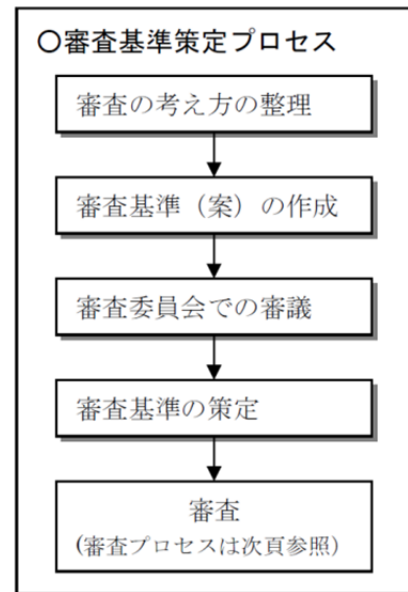 〇審査基準策定プロセス
審査の考え方の整理
審査基準（案）の作成
審査委員会での審議
審査基準の策定
審査
(審査プロセスは次頁参照）